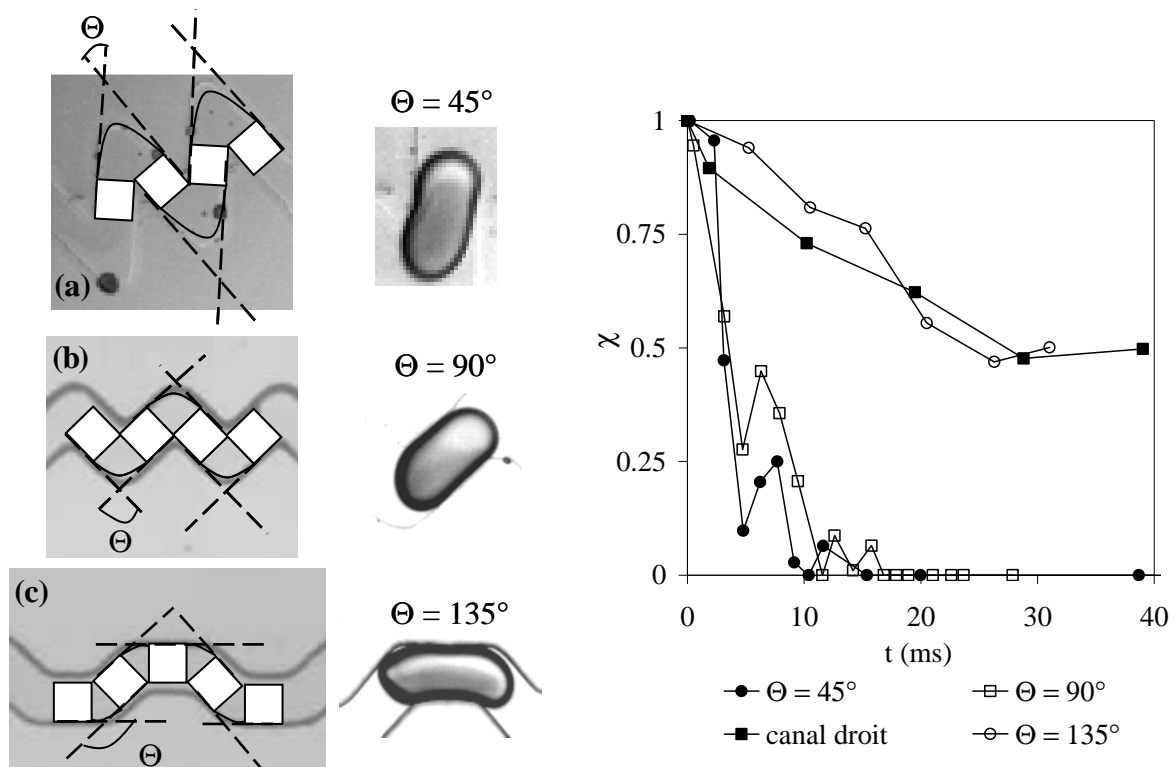 Θ
(a)
Θ = 45°
(b)
Θ
Θ = 90°
(c)
Θ
Θ = 135°
χ
1
0.75
0.5
0.25
0
0 10 20 30 40
t (ms)
Θ = 45° Θ = 90°
canal droit Θ = 135°